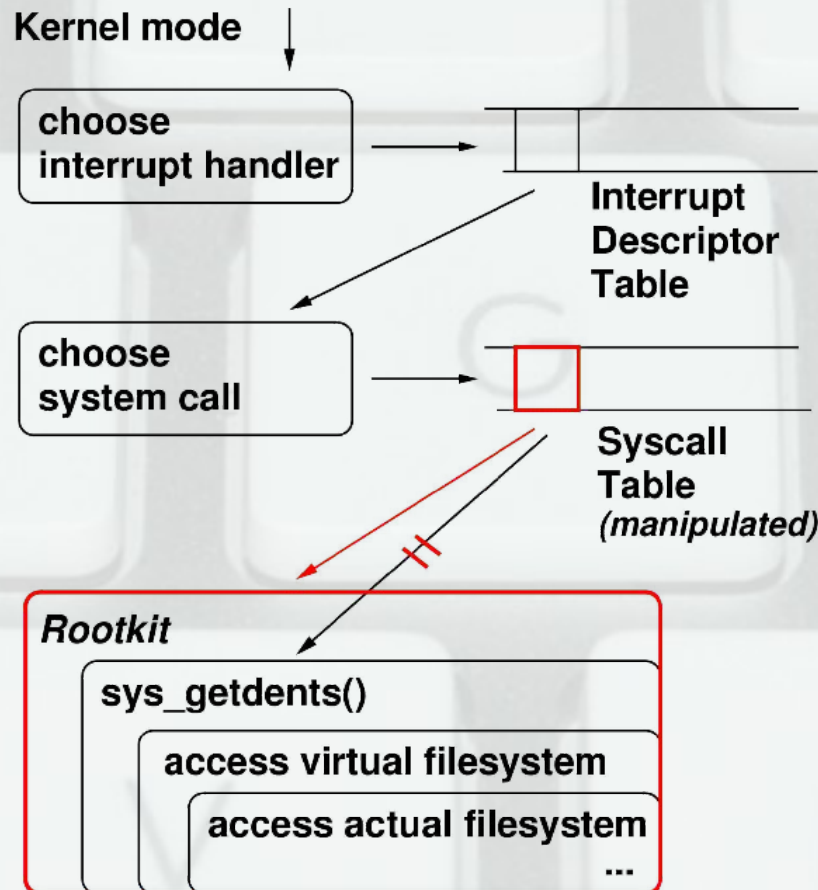 Kernel mode
choose
interrupt handler
Interrupt
Descriptor
Table
choose
system call
Syscall
Table
(manipulated)
Rootkit
sys_getdents()
access virtual filesystem
access actual filesystem
...